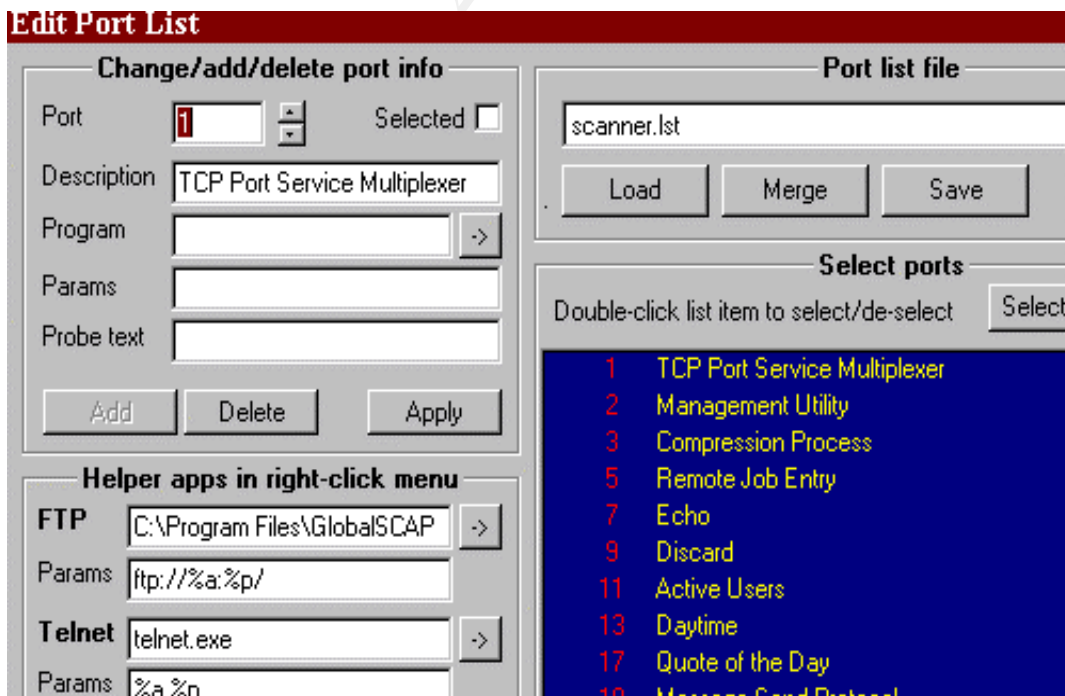 Edit Port List
Change/add/delete port info
Port 1 Selected
Description TCP Port Service Multiplexer
Program ->
Params
Probe text
Add Delete Apply
Helper apps in right-click menu
FTP C:\Program Files\GlobalSCAP ->
Params ftp://%a:%p/
Telnet telnet.exe ->
Params %a %p
Port list file
scanner.lst
Load Merge Save
Select ports
Double-click list item to select/de-select Select
1 TCP Port Service Multiplexer
2 Management Utility
3 Compression Process
5 Remote Job Entry
7 Echo
9 Discard
11 Active Users
13 Daytime
17 Quote of the Day
18 Message Send Protocol